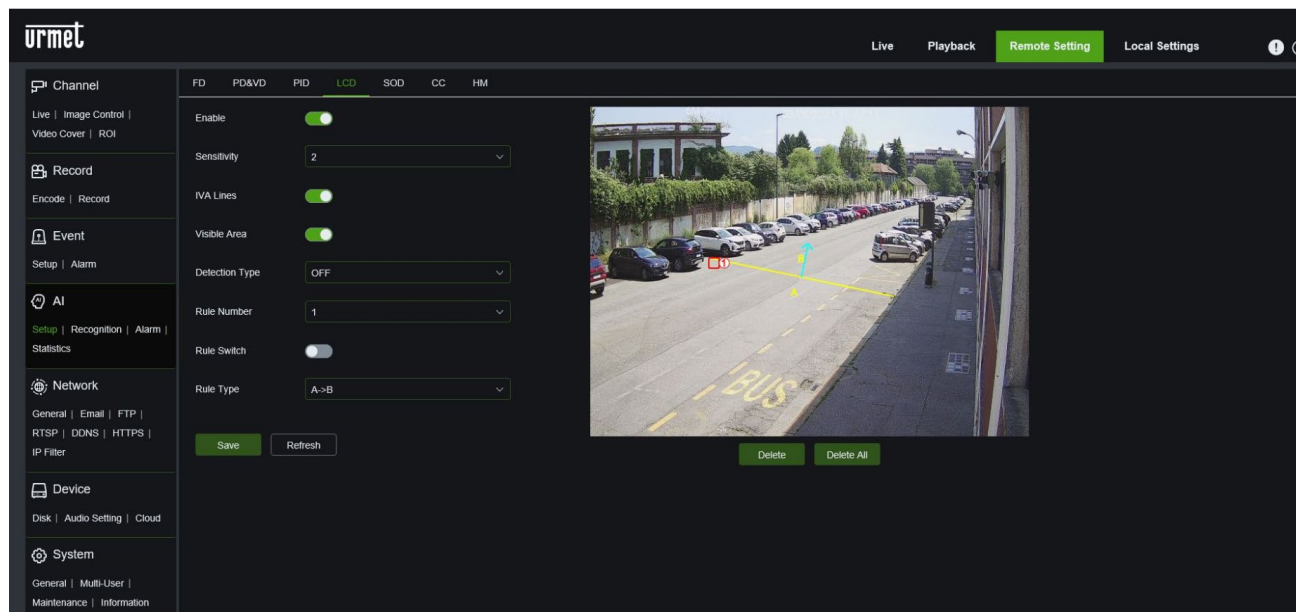 urmet
Live Playback Remote Setting Local Settings
Channel
Live | Image Control |
Video Cover | ROI
Record
Encode | Record
Event
Setup | Alarm
AI
Setup | Recognition | Alarm |
Statistics
Network
General | Email | FTP |
RTSP | DDNS | HTTPS |
IP Filter
Device
Disk | Audio Setting | Cloud
System
General | Multi-User |
Maintenance | Information
FD PD&VD PID LCD SOD CC HM
Enable
Sensitivity 2
IVA Lines
Visible Area
Detection Type OFF
Rule Number 1
Rule Switch
Rule Type A->B
Save Refresh
1
B
A
BUS
Delete Delete All